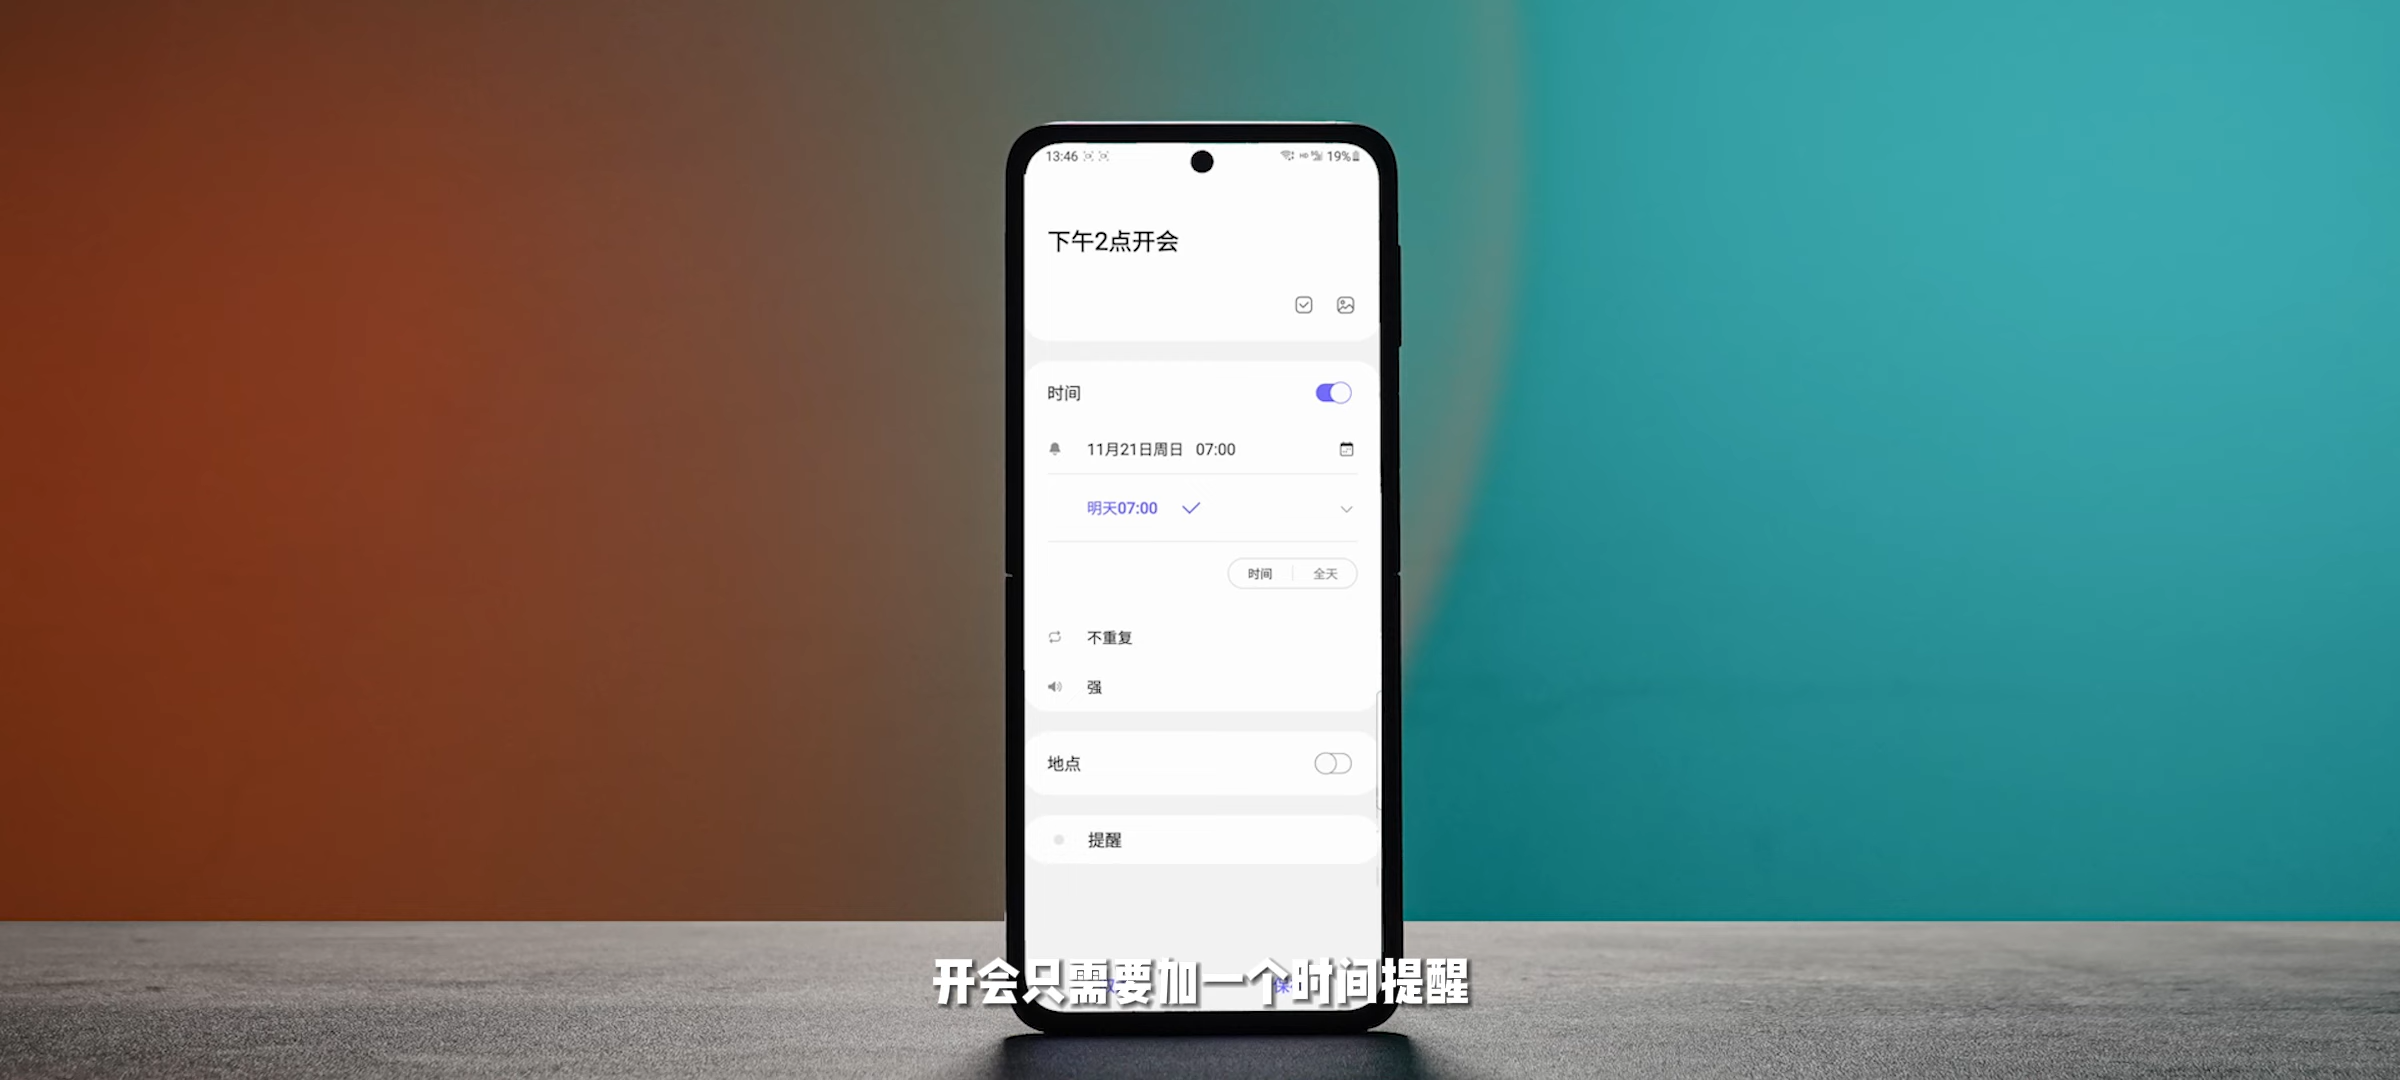 13:46
19%
下午2点开会
时间
11月21日周日 07:00
明天07:00
时间 全天
不重复
强
地点
提醒
开会只需要加一个时间提醒